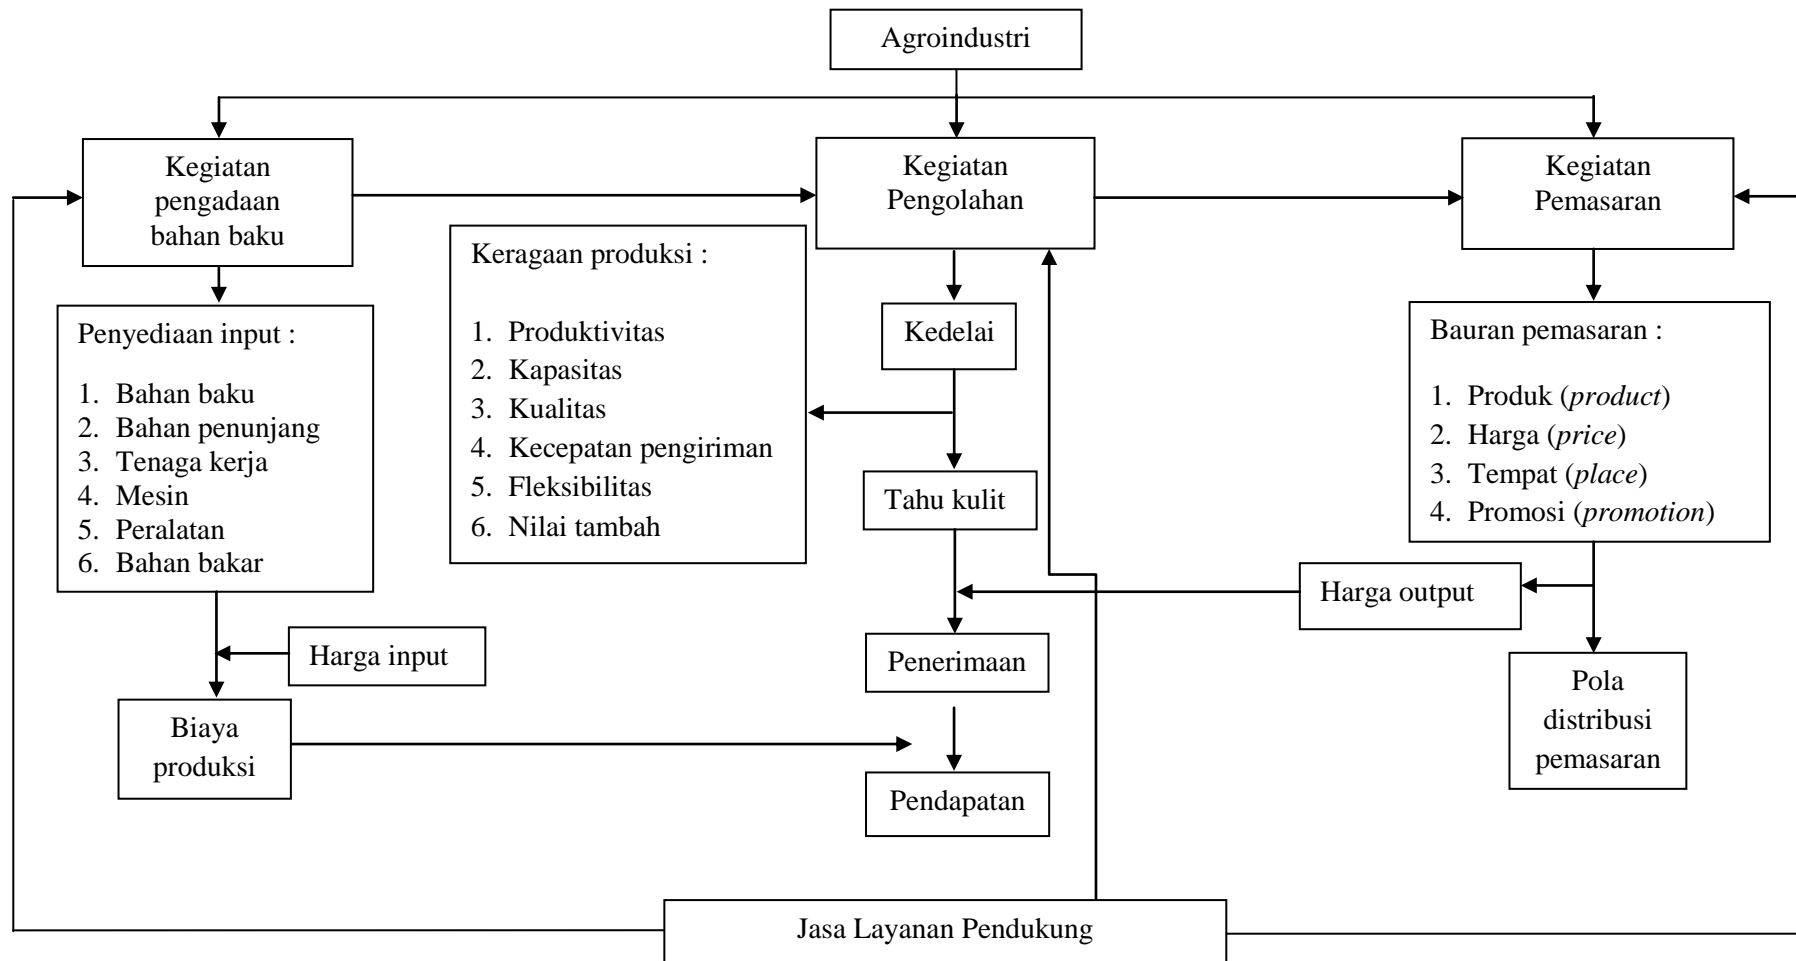 Agroindustri
Kegiatan
pengadaan
bahan baku
Kegiatan
Pengolahan
Kegiatan
Pemasaran
Penyediaan input :
1. Bahan baku
2. Bahan penunjang
3. Tenaga kerja
4. Mesin
5. Peralatan
6. Bahan bakar
Keragaan produksi :
1. Produktivitas
2. Kapasitas
3. Kualitas
4. Kecepatan pengiriman
5. Fleksibilitas
6. Nilai tambah
Kedelai
Tahu kulit
Bauran pemasaran :
1. Produk (product)
2. Harga (price)
3. Tempat (place)
4. Promosi (promotion)
Harga output
Harga input
Penerimaan
Pola
distribusi
pemasaran
Biaya
produksi
Pendapatan
Jasa Layanan Pendukung